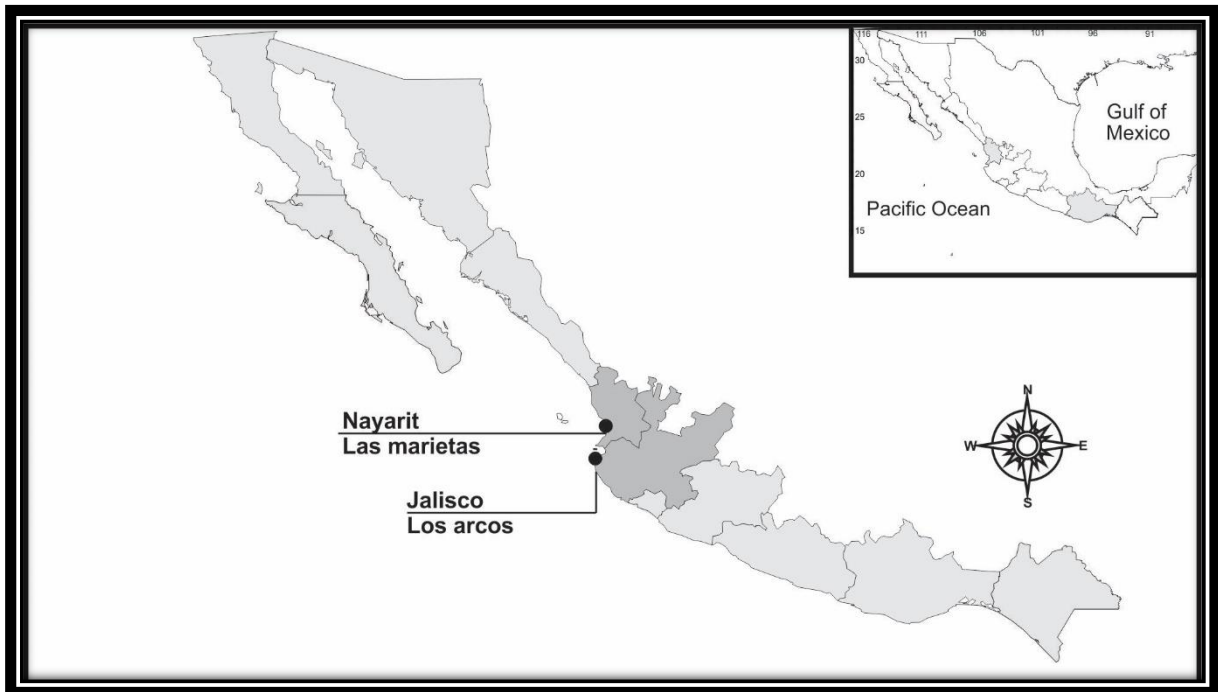 116 111 106 101 96 91
30
25
20
15
Gulf of
Mexico
Pacific Ocean
Nayarit
Las marietas
Jalisco
Los arcos
N
W E
S